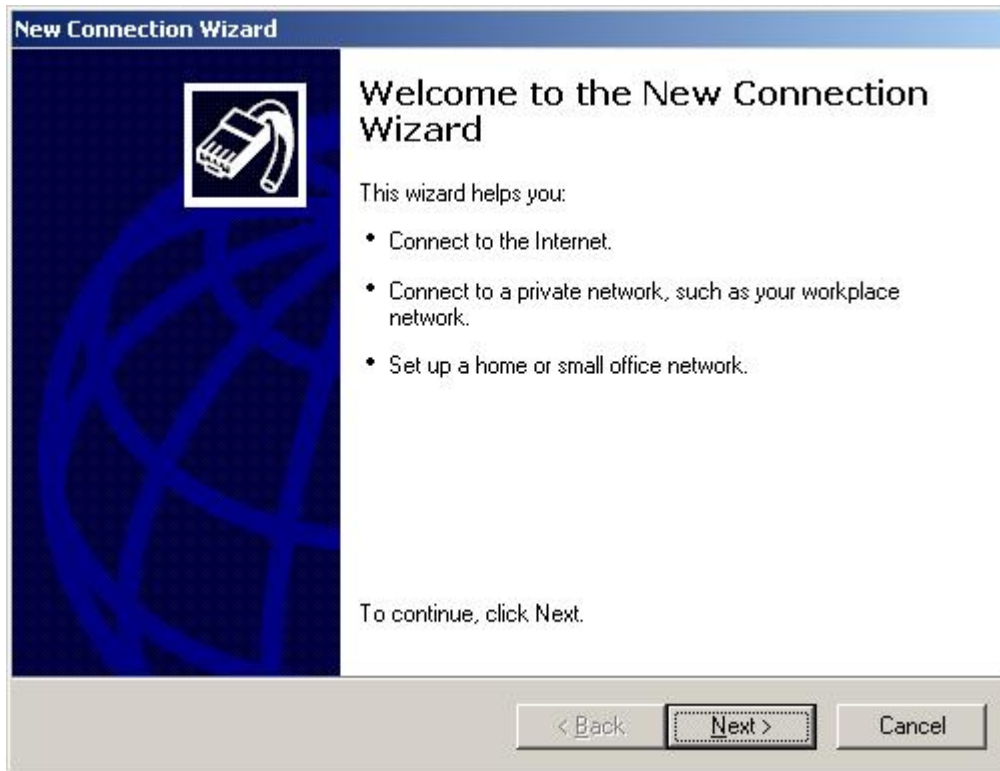 New Connection Wizard
Welcome to the New Connection
Wizard
This wizard helps you:
• Connect to the Internet.
• Connect to a private network, such as your workplace
network.
• Set up a home or small office network.
To continue, click Next.
< Back
Next >
Cancel